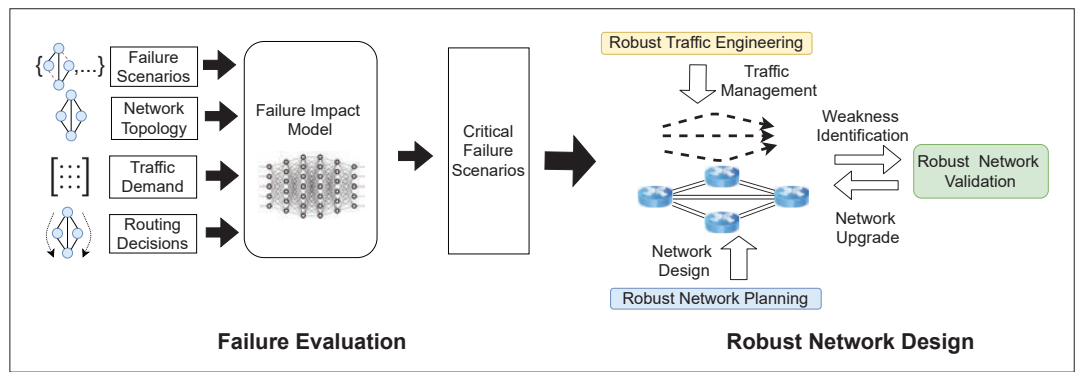 { ,...}
Failure
Scenarios
Network
Topology
[ ]
Traffic
Demand
Routing
Decisions
Failure Impact
Model
Critical
Failure
Scenarios
Robust Traffic Engineering
Traffic
Management
Weakness
Identification
Robust Network
Validation
Network
Upgrade
Network
Design
Robust Network Planning
Failure Evaluation
Robust Network Design